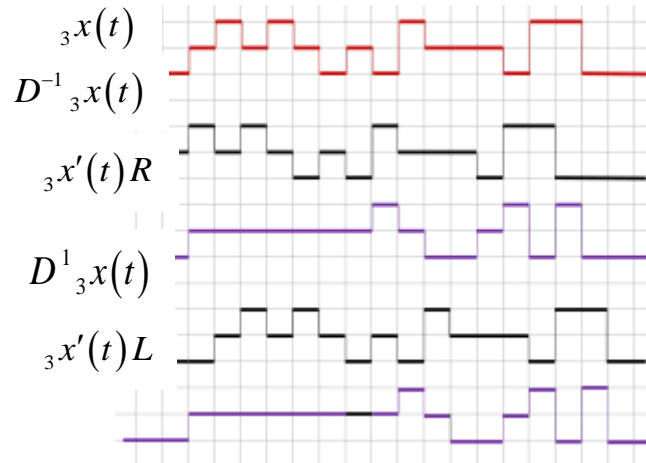 ₃x(t)
D⁻¹ ₃x(t)
₃x′(t)R
D¹ ₃x(t)
₃x′(t)L